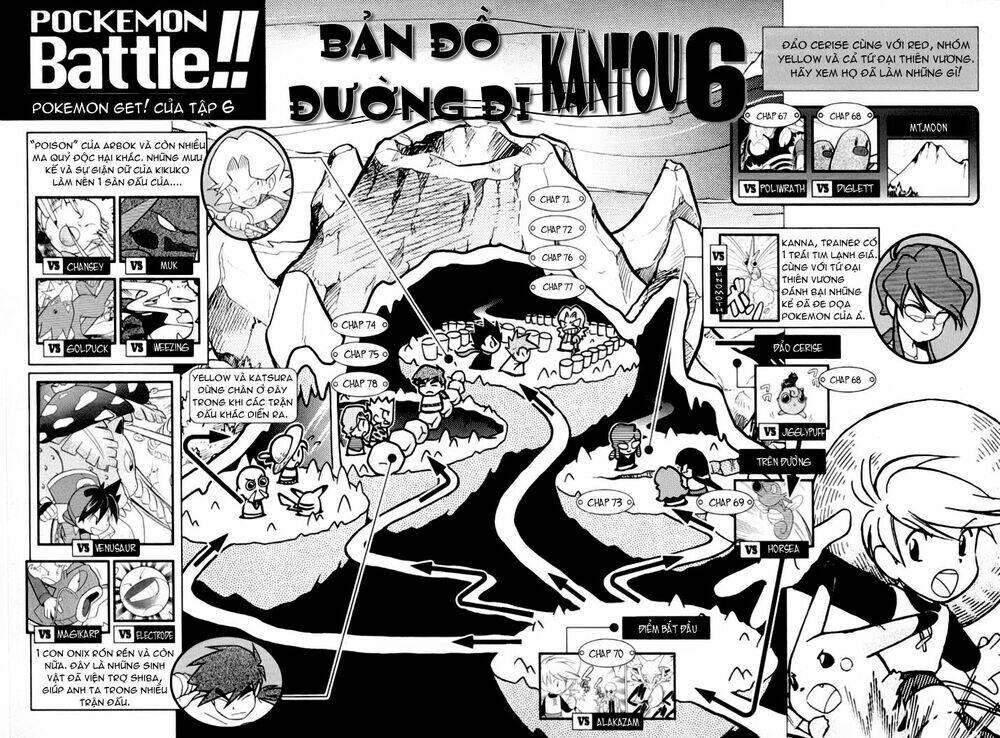 POCKEMON
Battle!!
POKEMON GET! CỦA TẬP 6
BẢN ĐỒ
ĐƯỜNG ĐI
KANTOU 6
ĐẢO CERISE CÙNG VỚI RED, NHÓM
YELLOW VÀ CẢ TỨ ĐẠI THIÊN VƯƠNG.
HÃY XEM HỌ ĐÃ LÀM NHỮNG GÌ!
CHAP 67
CHAP 68
MT.MOON
VS POLIWRATH
VS DIGLETT
"POISON" CỦA ARBOK VÀ CÒN NHIỀU
MA QUỶ ĐỘC HẠI KHÁC. NHỮNG MƯU
KẾ VÀ SỰ GIẬN DỮ CỦA KIKUKO
LÀM NÊN 1 SÀN ĐẤU CỦA....
VS CHANSEY
VS MUK
VS GOLDUCK
VS WEEZING
CHAP 71
CHAP 72
CHAP 76
CHAP 77
VS VENOMOTH
KANNA, TRAINER CÓ
1 TRÁI TIM LẠNH GIÁ.
CÙNG VỚI TỨ ĐẠI
THIÊN VƯƠNG
ĐÁNH BẠI NHỮNG
KẺ ĐÃ ĐE DỌA
POKEMON CỦA Ả.
CHAP 74
CHAP 75
CHAP 78
YELLOW VÀ KATSURA
DỪNG CHÂN Ở ĐÂY
TRONG KHI CÁC TRẬN
ĐẤU KHÁC DIỄN RA.
ĐẢO CERISE
CHAP 68
VS JIGGLYPUFF
TRÊN ĐƯỜNG
CHAP 73
CHAP 69
VS HORSEA
VS VENUSAUR
VS MAGIKARP
VS ELECTRODE
1 CON ONIX RÓN RÉN VÀ CÒN
NỮA. ĐÂY LÀ NHỮNG SINH
VẬT ĐÃ VIỆN TRỢ SHIBA,
GIÚP ANH TA TRONG NHIỀU
TRẬN ĐẤU.
ĐIỂM BẮT ĐẦU
CHAP 70
VS ALAKAZAM